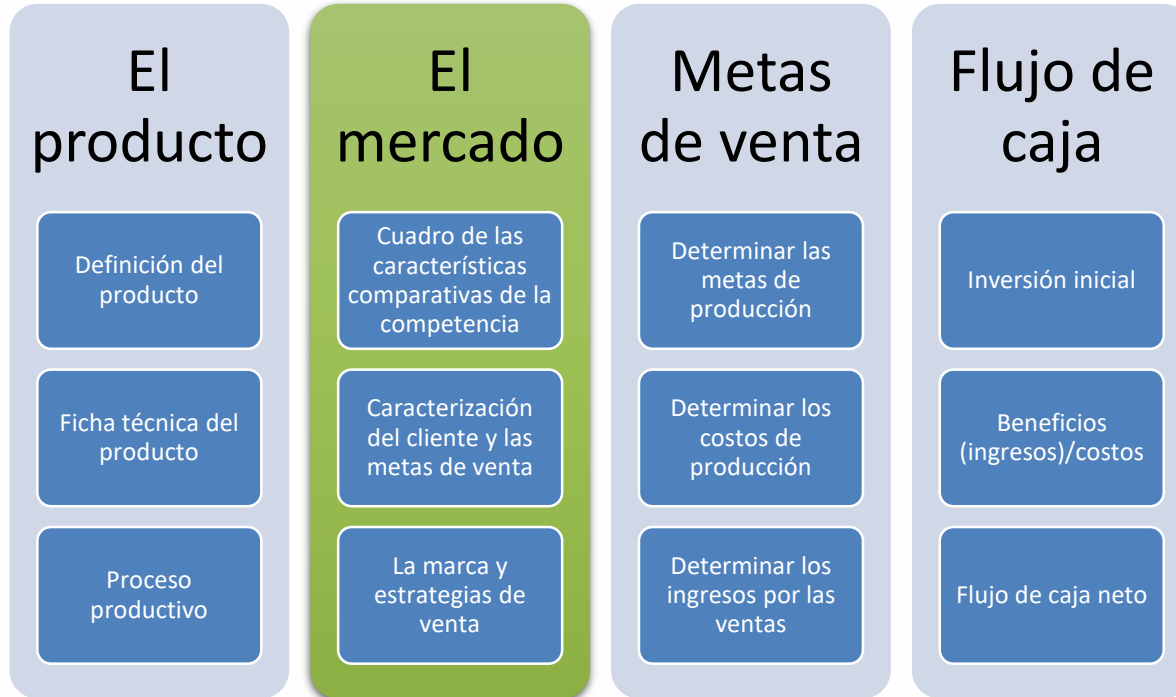 El
producto
Definición del
producto
Ficha técnica del
producto
Proceso
productivo
El
mercado
Cuadro de las
características
comparativas de la
competencia
Caracterización
del cliente y las
metas de venta
La marca y
estrategias de
venta
Metas
de venta
Determinar las
metas de
producción
Determinar los
costos de
producción
Determinar los
ingresos por las
ventas
Flujo de
caja
Inversión inicial
Beneficios
(ingresos)/costos
Flujo de caja neto